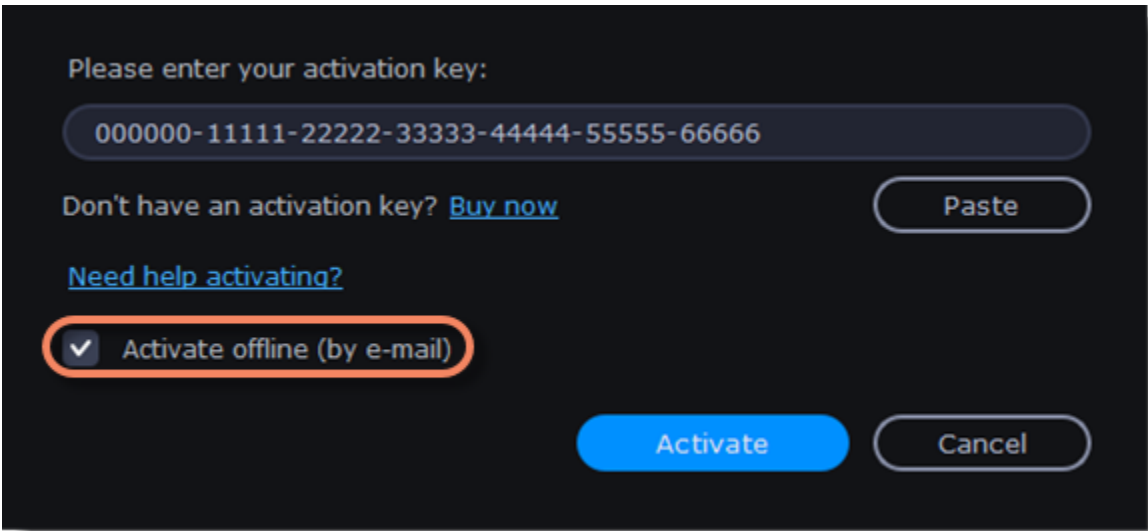 Please enter your activation key:
000000-11111-22222-33333-44444-55555-66666
Don't have an activation key? Buy now
Paste
Need help activating?
Activate offline (by e-mail)
Activate
Cancel